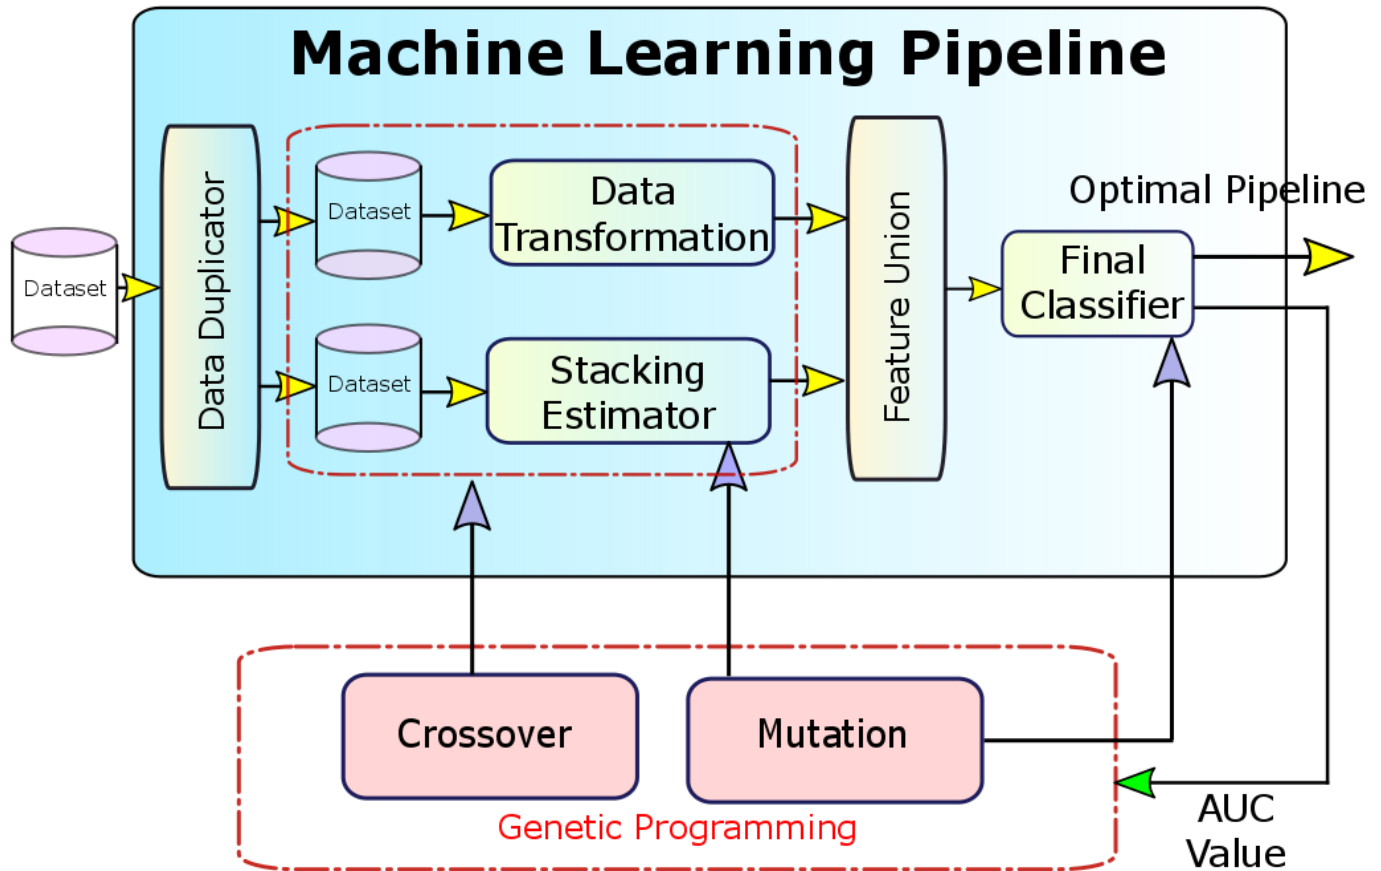 Machine Learning Pipeline
Dataset
Data Duplicator
Dataset
Data
Transformation
Dataset
Stacking
Estimator
Feature Union
Final
Classifier
Optimal Pipeline
Crossover
Mutation
Genetic Programming
AUC
Value